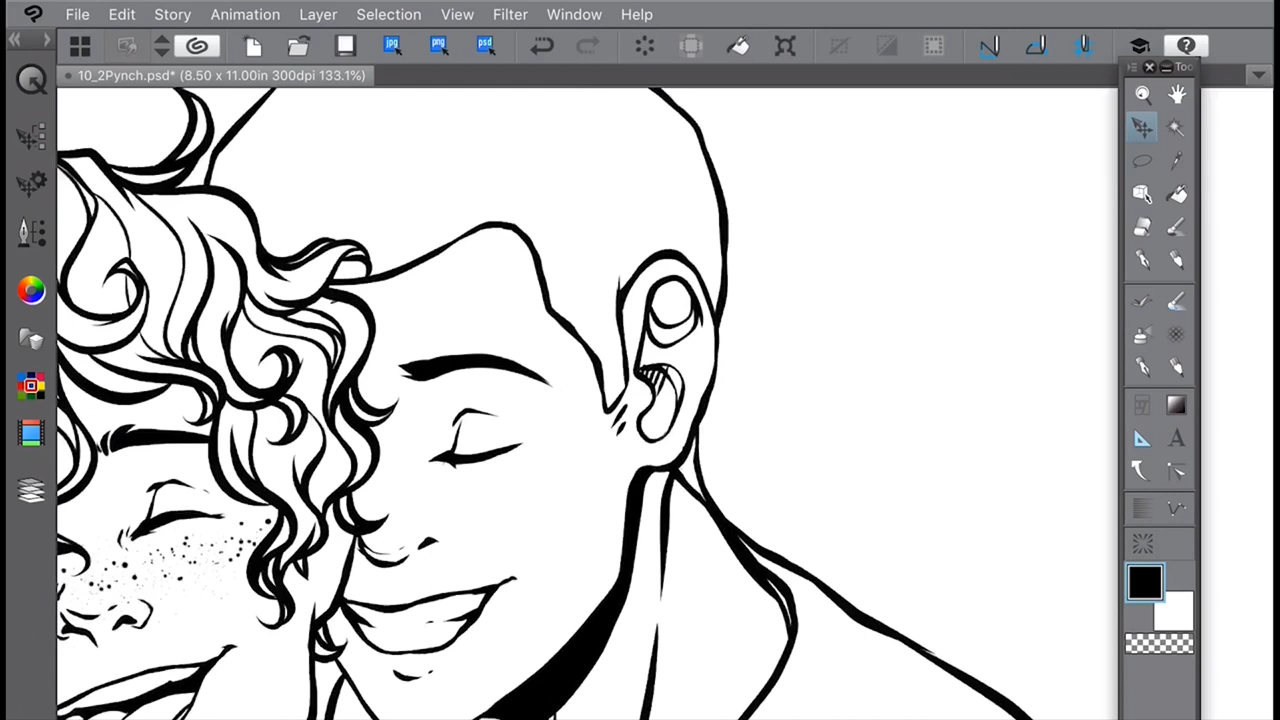 File Edit Story Animation Layer Selection View Filter Window Help
jpg png psd ?
10_2Pynch.psd* (8.50 x 11.00in 300dpi 133.1%)
Too
A